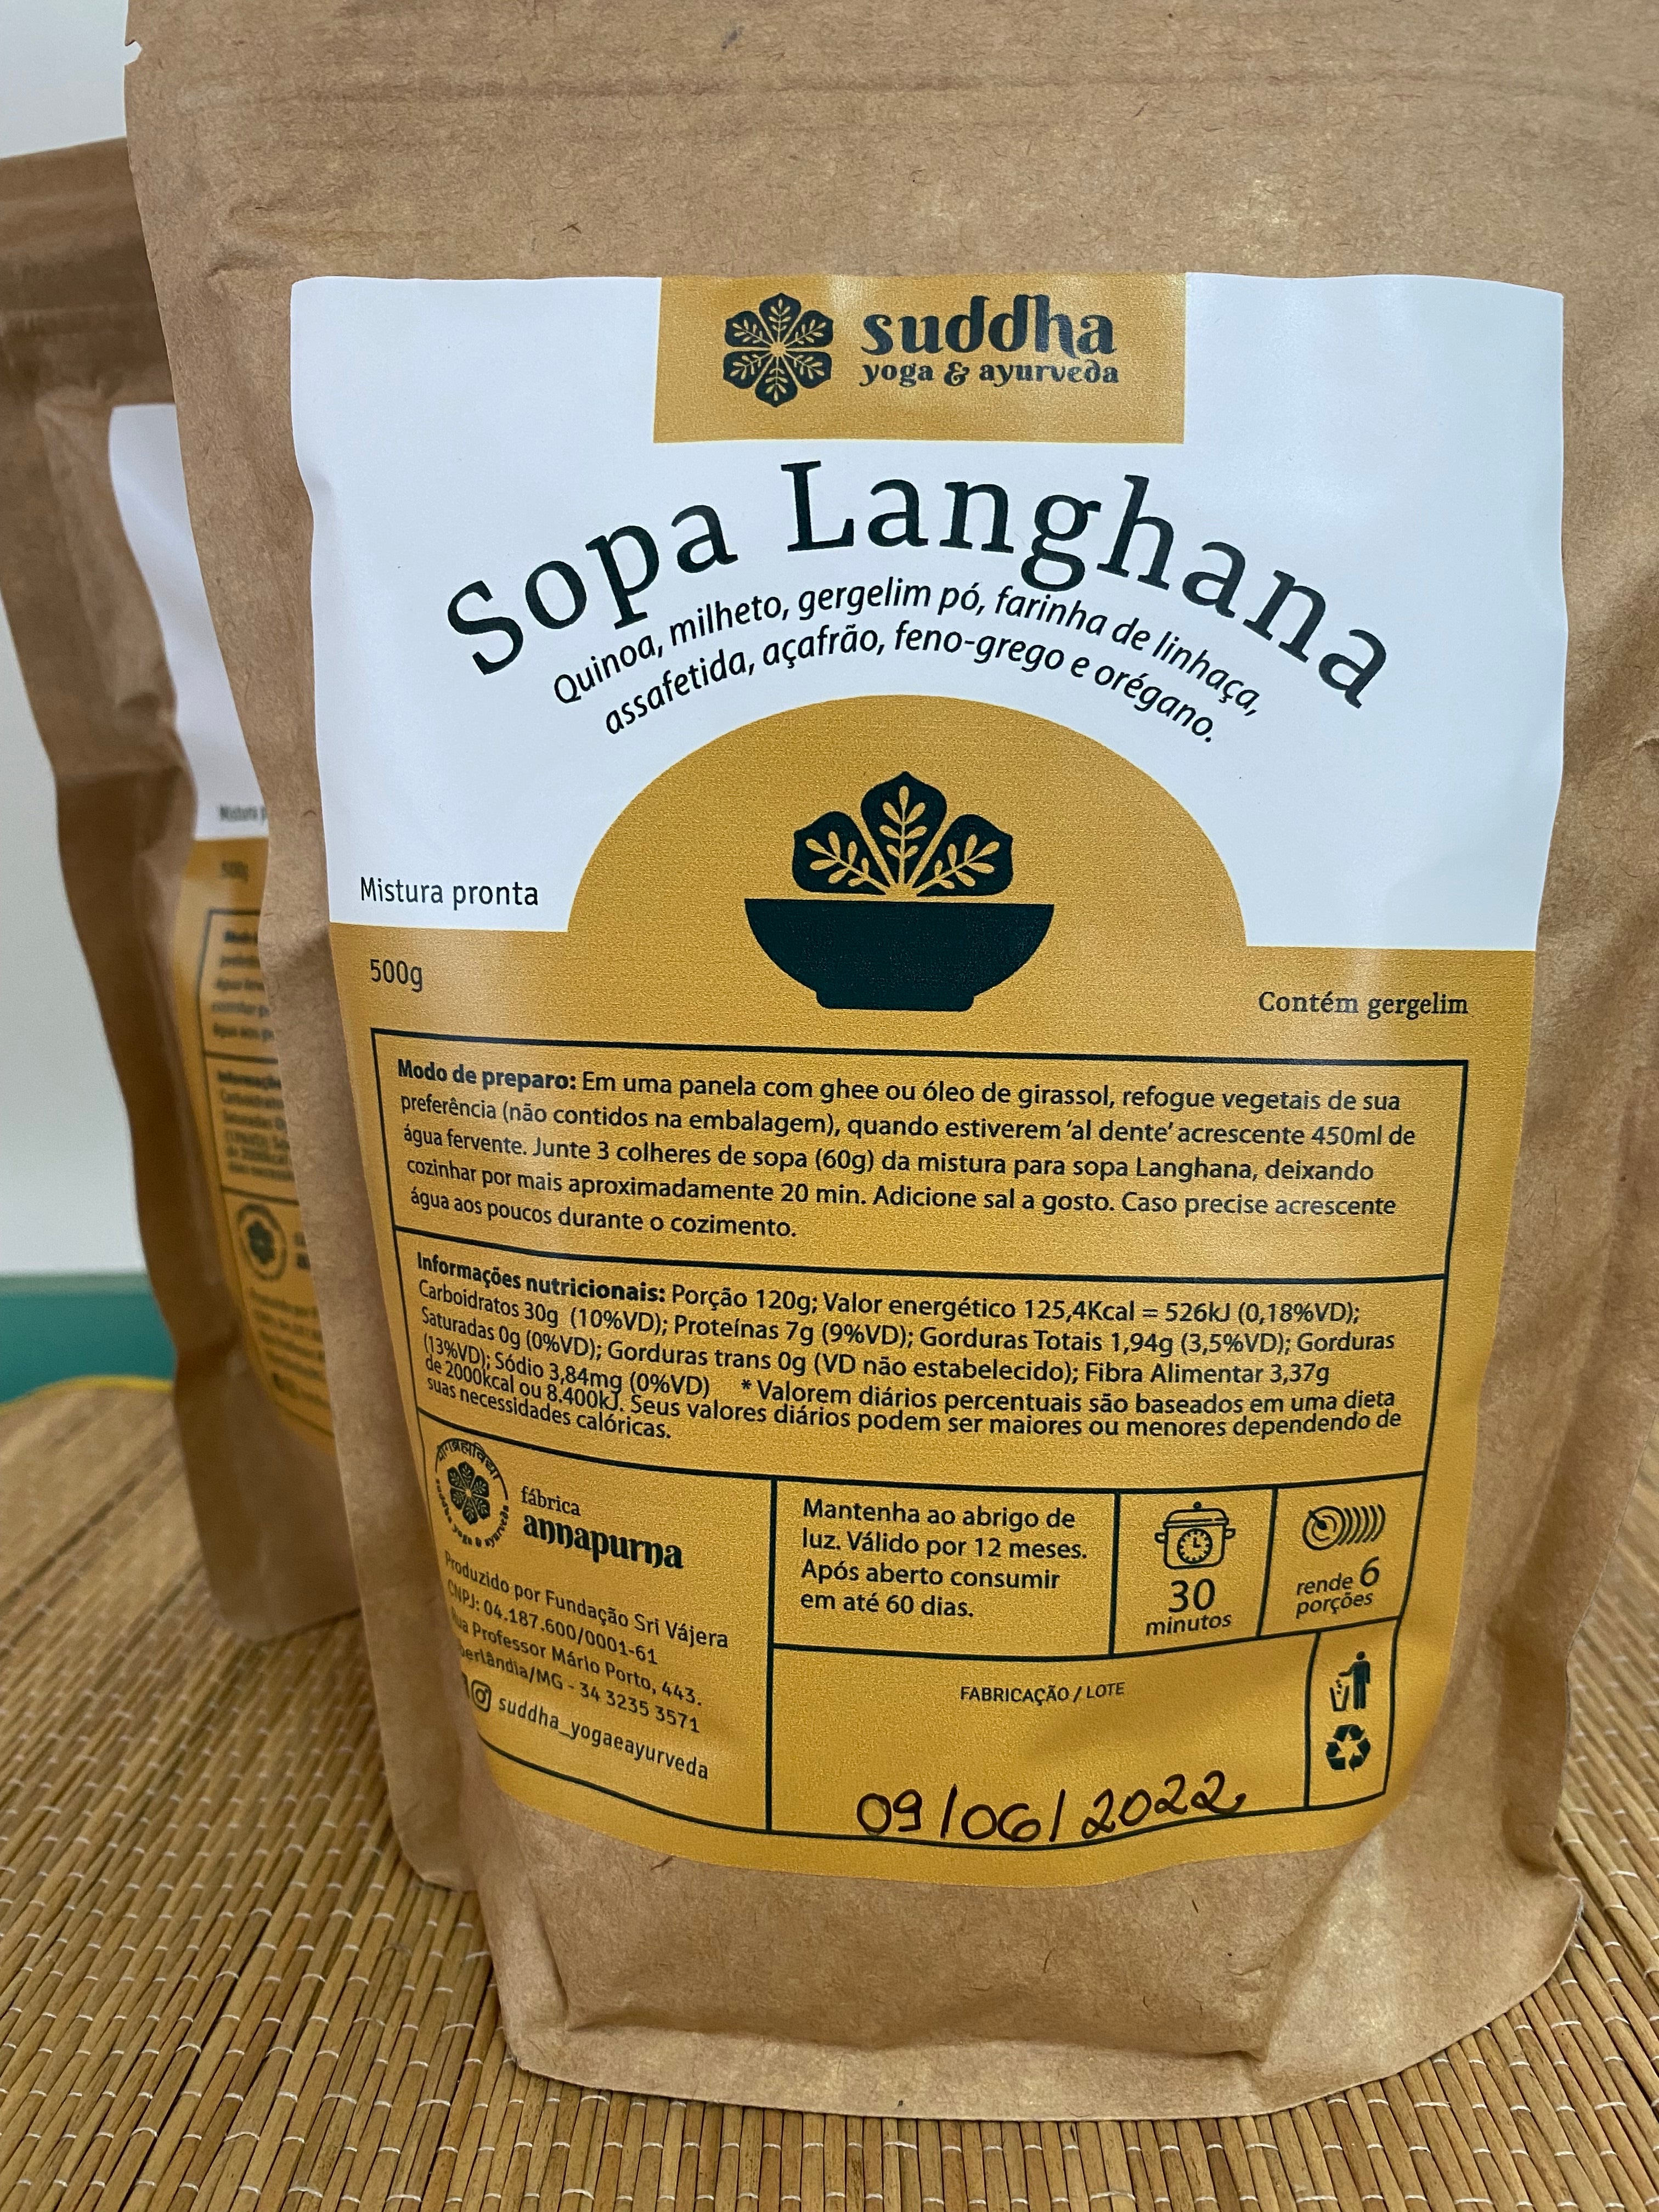 suddha
yoga & ayurveda
Sopa Langhana
Quinoa, milheto, gergelim pó, farinha de linhaça,
assafetida, açafrão, feno-grego e orégano.
Mistura pronta
500g
Contém gergelim
Modo de preparo: Em uma panela com ghee ou óleo de girassol, refogue vegetais de sua
preferência (não contidos na embalagem), quando estiverem ‘al dente’ acrescente 450ml de
água fervente. Junte 3 colheres de sopa (60g) da mistura para sopa Langhana, deixando
cozinhar por mais aproximadamente 20 min. Adicione sal a gosto. Caso precise acrescente
água aos poucos durante o cozimento.
Informações nutricionais: Porção 120g; Valor energético 125,4Kcal = 526kJ (0,18%VD);
Carboidratos 30g (10%VD); Proteínas 7g (9%VD); Gorduras Totais 1,94g (3,5%VD); Gorduras
Saturadas 0g (0%VD); Gorduras trans 0g (VD não estabelecido); Fibra Alimentar 3,37g
(13%VD); Sódio 3,84mg (0%VD) * Valorem diários percentuais são baseados em uma dieta
de 2000kcal ou 8.400kJ. Seus valores diários podem ser maiores ou menores dependendo de
suas necessidades calóricas.
fábrica
annapurna
Produzido por Fundação Sri Vájera
CNPJ: 04.187.600/0001-61
Professor Mário Porto, 443.
/MG - 34 3235 3571
suddha_yogaeayurveda
Mantenha ao abrigo de
luz. Válido por 12 meses.
Após aberto consumir
em até 60 dias.
30
minutos
rende 6
porções
FABRICAÇÃO / LOTE
09/06/2022